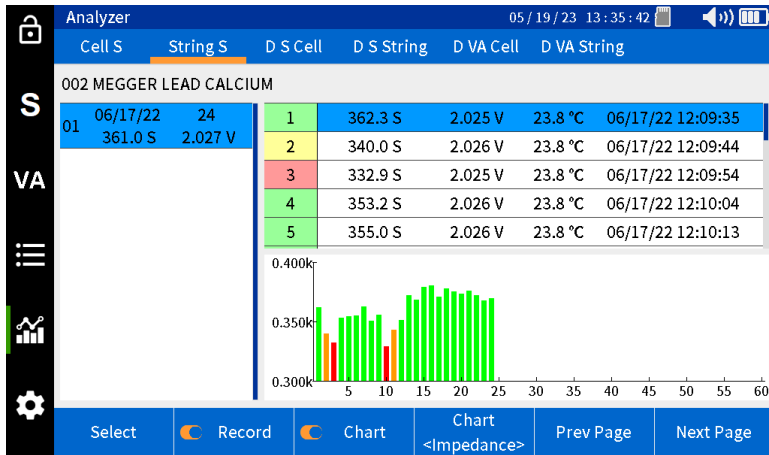 Analyzer 05/19/23 13:35:42
Cell S String S D S Cell D S String D VA Cell D VA String
002 MEGGER LEAD CALCIUM
S
VA
01 06/17/22 24
361.0 S 2.027 V
1 362.3 S 2.025 V 23.8 ℃ 06/17/22 12:09:35
2 340.0 S 2.026 V 23.8 ℃ 06/17/22 12:09:44
3 332.9 S 2.025 V 23.8 ℃ 06/17/22 12:09:54
4 353.2 S 2.026 V 23.8 ℃ 06/17/22 12:10:04
5 355.0 S 2.026 V 23.8 ℃ 06/17/22 12:10:13
0.400k
0.350k
0.300k
5 10 15 20 25 30 35 40 45 50 55 60
Select Record Chart Chart
<Impedance> Prev Page Next Page